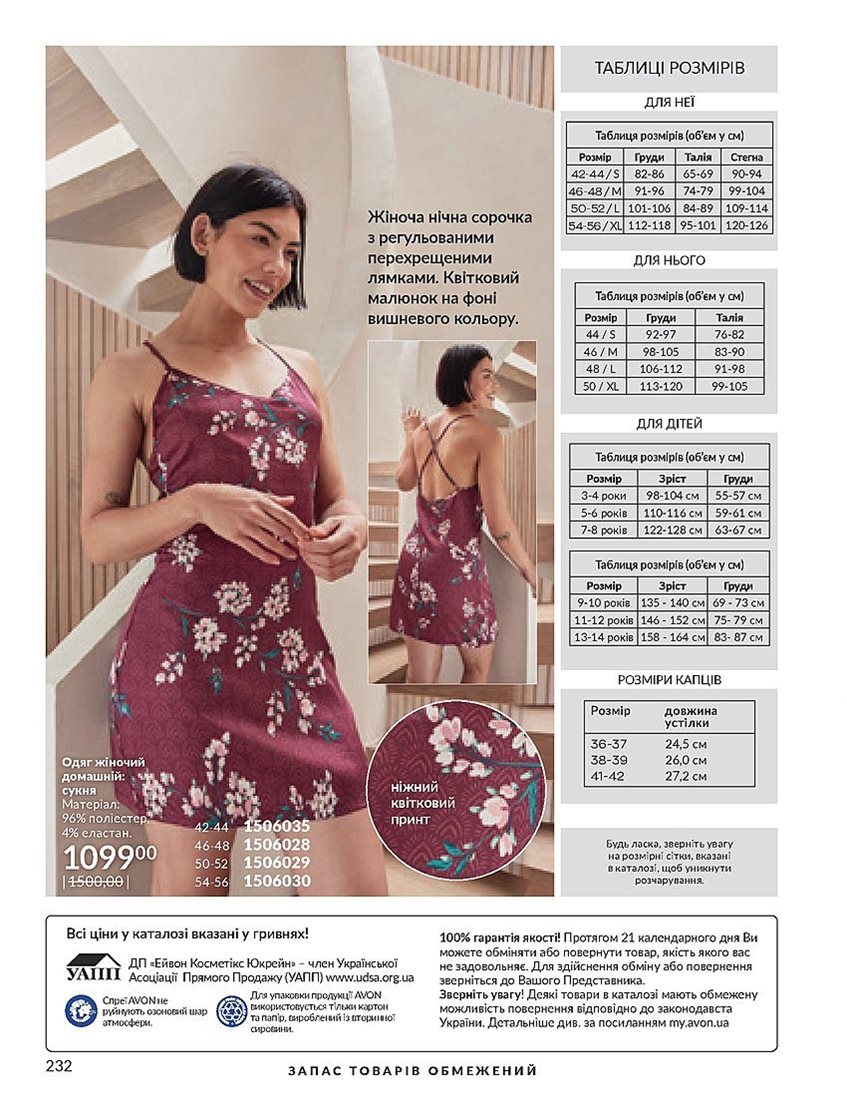 Жіноча нічна сорочка
з регульованими
перехрещеними
лямками. Квітковий
малюнок на фоні
вишневого кольору.
ніжний
квітковий
принт
Одяг жіночий
домашній:
сукня
Матеріал:
96% поліестер,
4% еластан.
1099⁰⁰
|1500,00|
42-44 1506035
46-48 1506028
50-52 1506029
54-56 1506030
ТАБЛИЦІ РОЗМІРІВ
ДЛЯ НЕЇ
Таблиця розмірів (об'єм у см)
Розмір Груди Талія Стегна
42-44 / S 82-86 65-69 90-94
46-48 / M 91-96 74-79 99-104
50-52 / L 101-106 84-89 109-114
54-56 / XL 112-118 95-101 120-126
ДЛЯ НЬОГО
Таблиця розмірів (об'єм у см)
Розмір Груди Талія
44 / S 92-97 76-82
46 / M 98-105 83-90
48 / L 106-112 91-98
50 / XL 113-120 99-105
ДЛЯ ДІТЕЙ
Таблиця розмірів (об'єм у см)
Розмір Зріст Груди
3-4 роки 98-104 см 55-57 см
5-6 років 110-116 см 59-61 см
7-8 років 122-128 см 63-67 см
Таблиця розмірів (об'єм у см)
Розмір Зріст Груди
9-10 років 135 - 140 см 69 - 73 см
11-12 років 146 - 152 см 75- 79 см
13-14 років 158 - 164 см 83- 87 см
РОЗМІРИ КАПЦІВ
Розмір довжина
устілки
36-37 24,5 см
38-39 26,0 см
41-42 27,2 см
Будь ласка, зверніть увагу
на розмірні сітки, вказані
в каталозі, щоб уникнути
розчарування.
Всі ціни у каталозі вказані у гривнях!
УАПП
ДП «Ейвон Косметікс Юкрейн» – член Української
Асоціації Прямого Продажу (УАПП) www.udsa.org.ua
Спреї AVON не
руйнують озоновий шар
атмосфери.
Для упаковки продукції AVON
використовується тільки картон
та папір, вироблений із вторинної
сировини.
100% гарантія якості! Протягом 21 календарного дня Ви
можете обміняти або повернути товар, якість якого вас
не задовольняє. Для здійснення обміну або повернення
зверніться до Вашого Представника.
Зверніть увагу! Деякі товари в каталозі мають обмежену
можливість повернення відповідно до законодавста
України. Детальніше див. за посиланням my.avon.ua
232
ЗАПАС ТОВАРІВ ОБМЕЖЕНИЙ